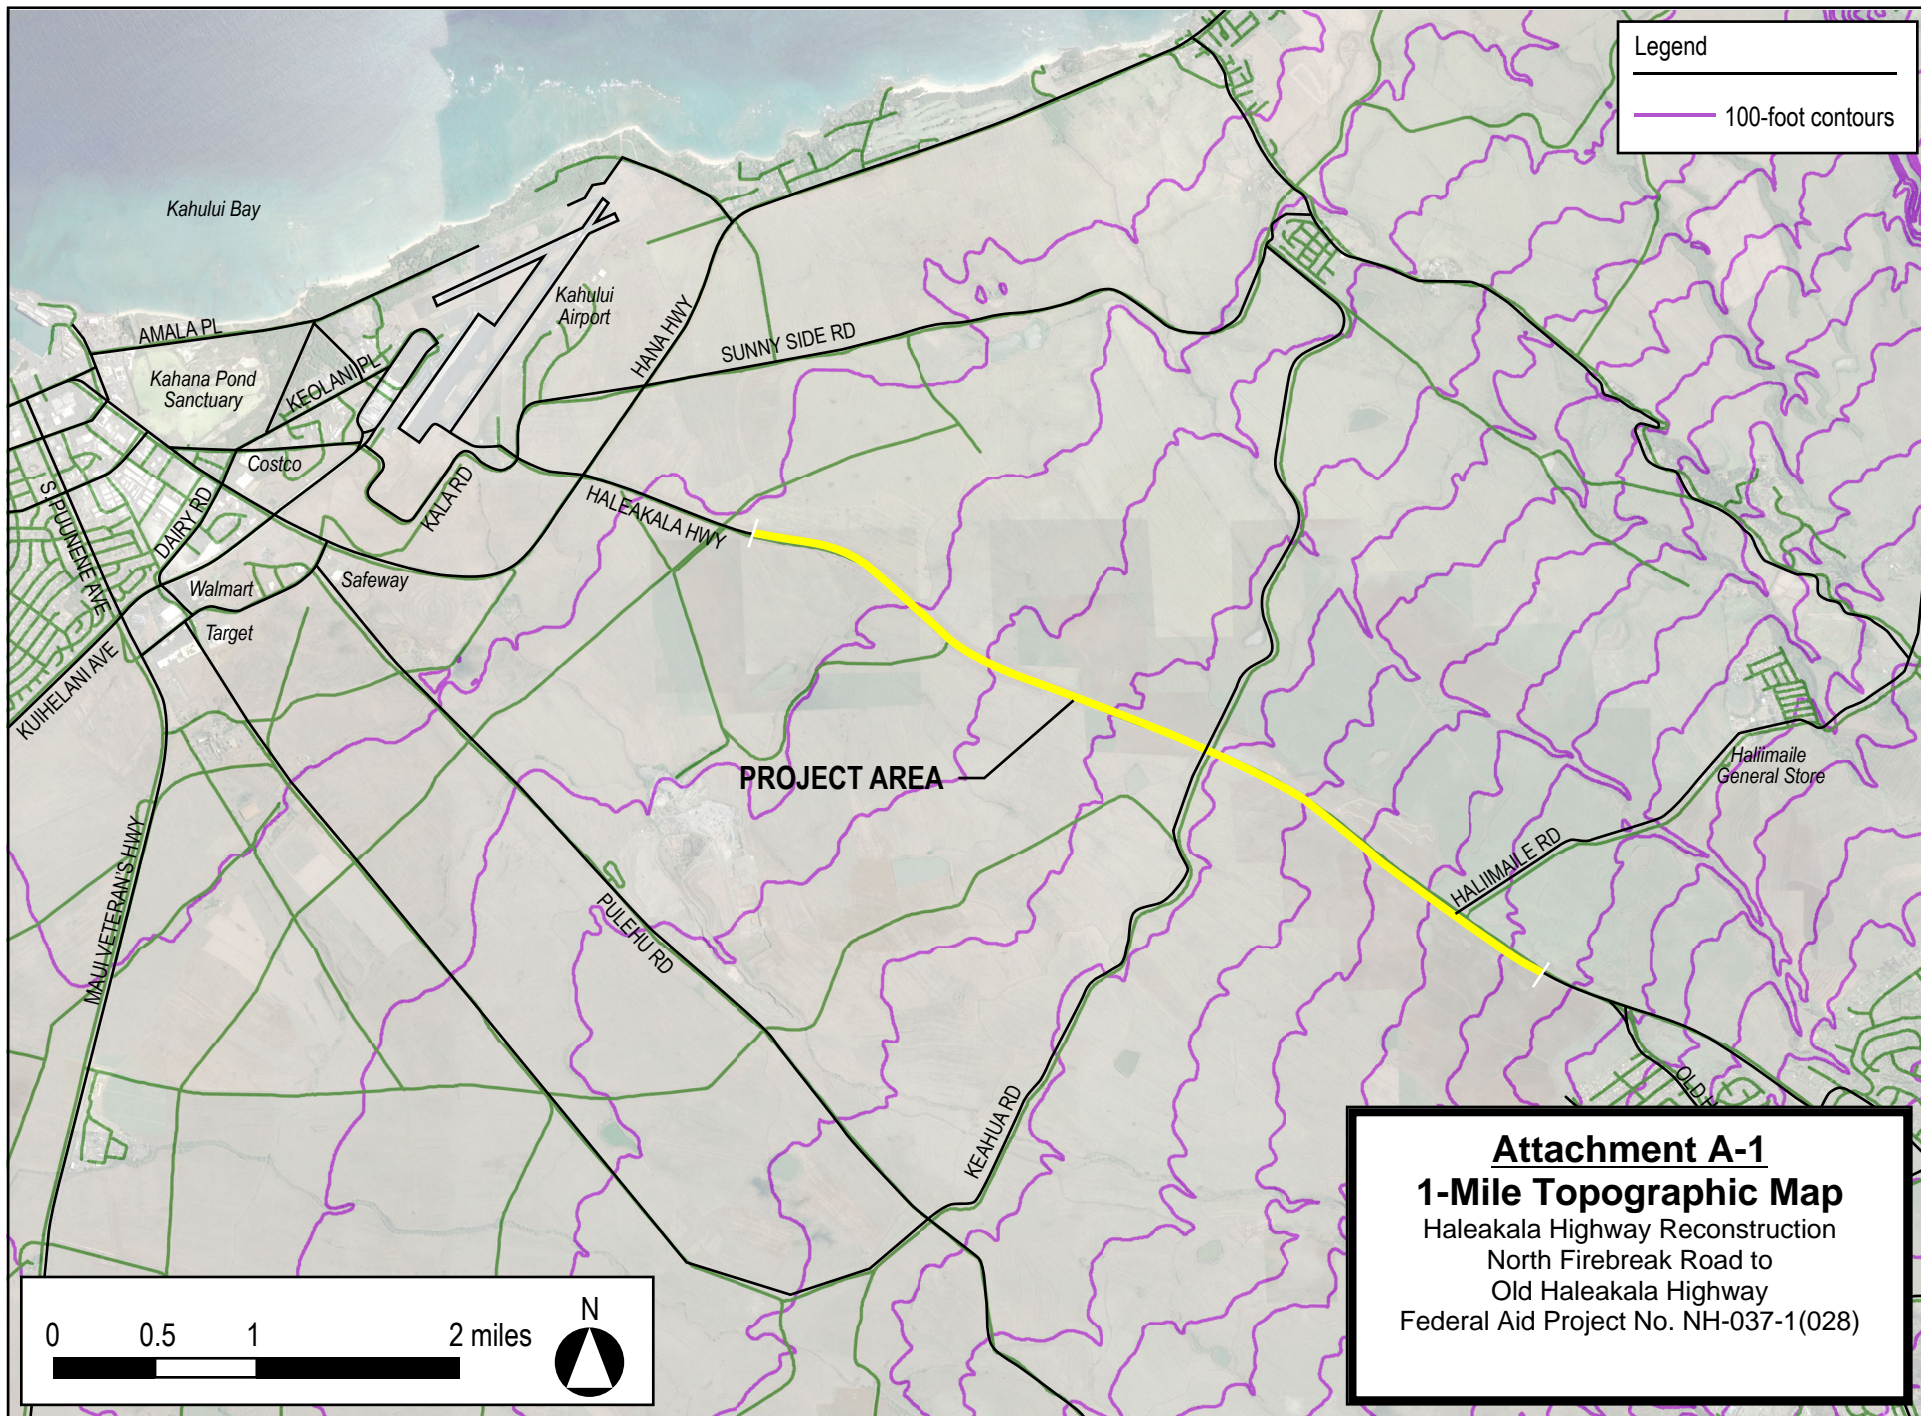 Legend
100-foot contours
Kahului Bay
Kahului
Airport
AMALA PL
Kahana Pond
Sanctuary
KEOLANI PL
HANA HWY
SUNNY SIDE RD
Costco
S. PUUNENE AVE
DAIRY RD
KALA RD
HALEAKALA HWY
Walmart
Safeway
Target
KUIHELANI AVE
PROJECT AREA
Haliimaile
General Store
MAUI VETERAN'S HWY
PULEHU RD
HALIIMAILE RD
KEAHUA RD
OLD H
0 0.5 1 2 miles
N
Attachment A-1
1-Mile Topographic Map
Haleakala Highway Reconstruction
North Firebreak Road to
Old Haleakala Highway
Federal Aid Project No. NH-037-1(028)